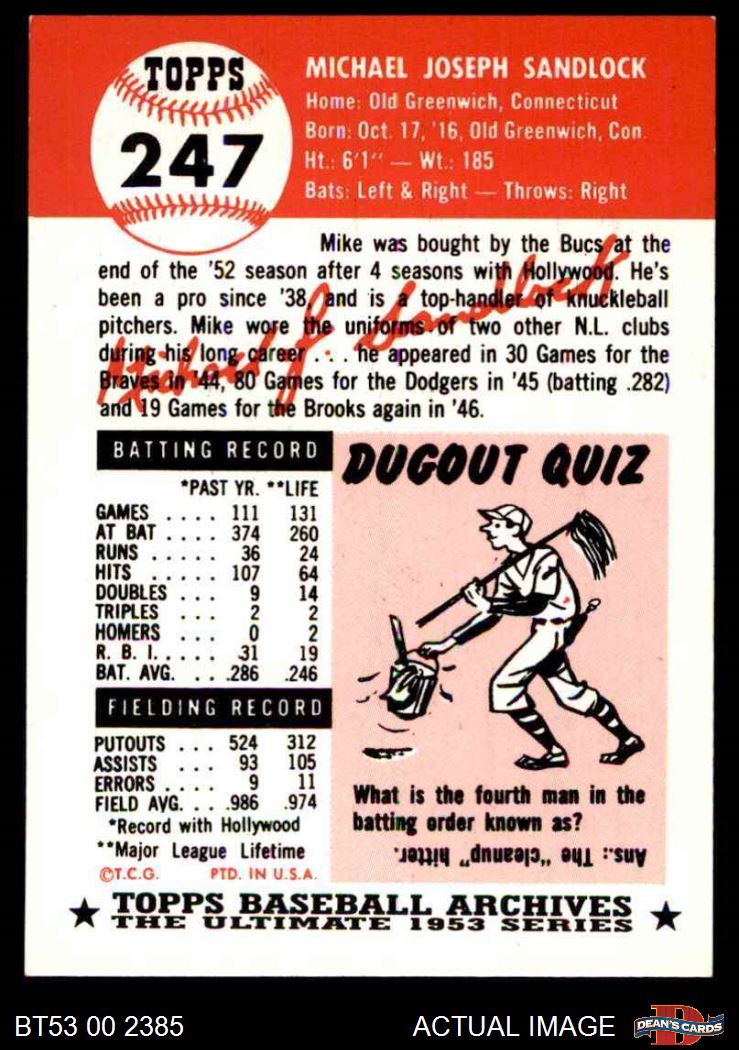 TOPPS
247
MICHAEL JOSEPH SANDLOCK
Home: Old Greenwich, Connecticut
Born: Oct. 17, '16, Old Greenwich, Con.
Ht.: 6'1" — Wt.: 185
Bats: Left & Right — Throws: Right
Mike was bought by the Bucs at the
end of the '52 season after 4 seasons with Hollywood. He's
been a pro since '38, and is a top-handler of knuckleball
pitchers. Mike wore the uniforms of two other N.L. clubs
during his long career . . . he appeared in 30 Games for the
Braves in '44, 80 Games for the Dodgers in '45 (batting .282)
and 19 Games for the Brooks again in '46.
Michael J. Sandlock
BATTING RECORD
*PAST YR. **LIFE
GAMES . . . . 111 131
AT BAT . . . . 374 260
RUNS . . . . 36 24
HITS . . . . . 107 64
DOUBLES . . . 9 14
TRIPLES . . . 2 2
HOMERS . . . 0 2
R. B. I. . . . . . 31 19
BAT. AVG. . . . .286 .246
FIELDING RECORD
PUTOUTS . . . 524 312
ASSISTS . . . 93 105
ERRORS . . . . 9 11
FIELD AVG. . . .986 .974
*Record with Hollywood
**Major League Lifetime
©T.C.G. PTD. IN U.S.A.
DUGOUT QUIZ
What is the fourth man in the
batting order known as?
Ans.: The "cleanup" hitter.
★ TOPPS BASEBALL ARCHIVES ★
THE ULTIMATE 1953 SERIES
BT53 00 2385
ACTUAL IMAGE
D
DEAN'S CARDS